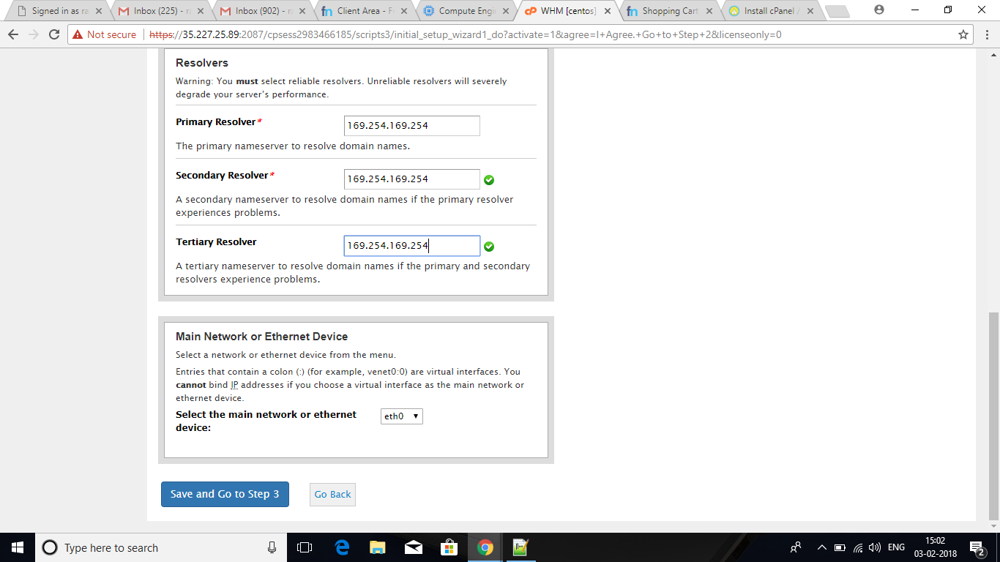 Signed in as ra
Inbox (225) - ra
Inbox (902) - ra
Client Area - F
Compute Engi
WHM [centos]
Shopping Cart
Install cPanel /
Not secure
https://35.227.25.89:2087/cpsess2983466185/scripts3/initial_setup_wizard1_do?activate=1&agree=I+Agree.+Go+to+Step+2&licenseonly=0
Resolvers
Warning: You must select reliable resolvers. Unreliable resolvers will severely
degrade your server's performance.
Primary Resolver*
169.254.169.254
The primary nameserver to resolve domain names.
Secondary Resolver*
169.254.169.254
A secondary nameserver to resolve domain names if the primary resolver
experiences problems.
Tertiary Resolver
169.254.169.254
A tertiary nameserver to resolve domain names if the primary and secondary
resolvers experience problems.
Main Network or Ethernet Device
Select a network or ethernet device from the menu.
Entries that contain a colon (:) (for example, venet0:0) are virtual interfaces. You
cannot bind IP addresses if you choose a virtual interface as the main network or
ethernet device.
Select the main network or ethernet
device:
eth0
Save and Go to Step 3
Go Back
Type here to search
ENG
15:02
03-02-2018
2